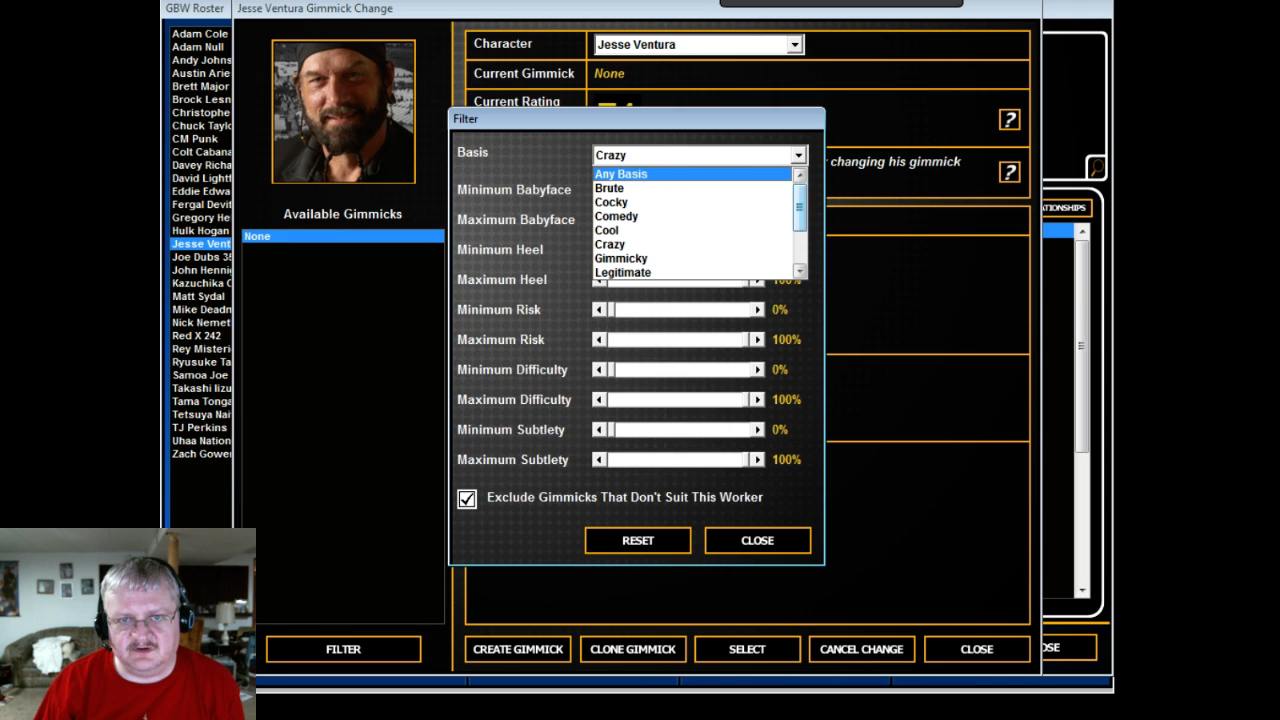 GBW Roster
Jesse Ventura Gimmick Change
Adam Cole
Adam Null
Andy Johns
Austin Arie
Brett Major
Brock Lesn
Christophe
Chuck Taylo
CM Punk
Colt Cabana
Davey Richa
David Lightf
Eddie Edwa
Fergal Devit
Gregory He
Hulk Hogan
Jesse Vent
Joe Dubs 35
John Hennig
Kazuchika O
Matt Sydal
Mike Deadm
Nick Nemet
Red X 242
Rey Misteri
Ryusuke Ta
Samoa Joe
Takashi Iizu
Tama Tonga
Tetsuya Nai
TJ Perkins
Uhaa Nation
Zach Gower
Available Gimmicks
None
FILTER
Character
Jesse Ventura
Current Gimmick
None
Current Rating
?
changing his gimmick
?
TIONSHIPS
Filter
Basis
Crazy
Any Basis
Brute
Cocky
Comedy
Cool
Crazy
Gimmicky
Legitimate
Minimum Babyface
Maximum Babyface
Minimum Heel
Maximum Heel
100%
Minimum Risk
0%
Maximum Risk
100%
Minimum Difficulty
0%
Maximum Difficulty
100%
Minimum Subtlety
0%
Maximum Subtlety
100%
Exclude Gimmicks That Don't Suit This Worker
RESET
CLOSE
CREATE GIMMICK
CLONE GIMMICK
SELECT
CANCEL CHANGE
CLOSE
OSE